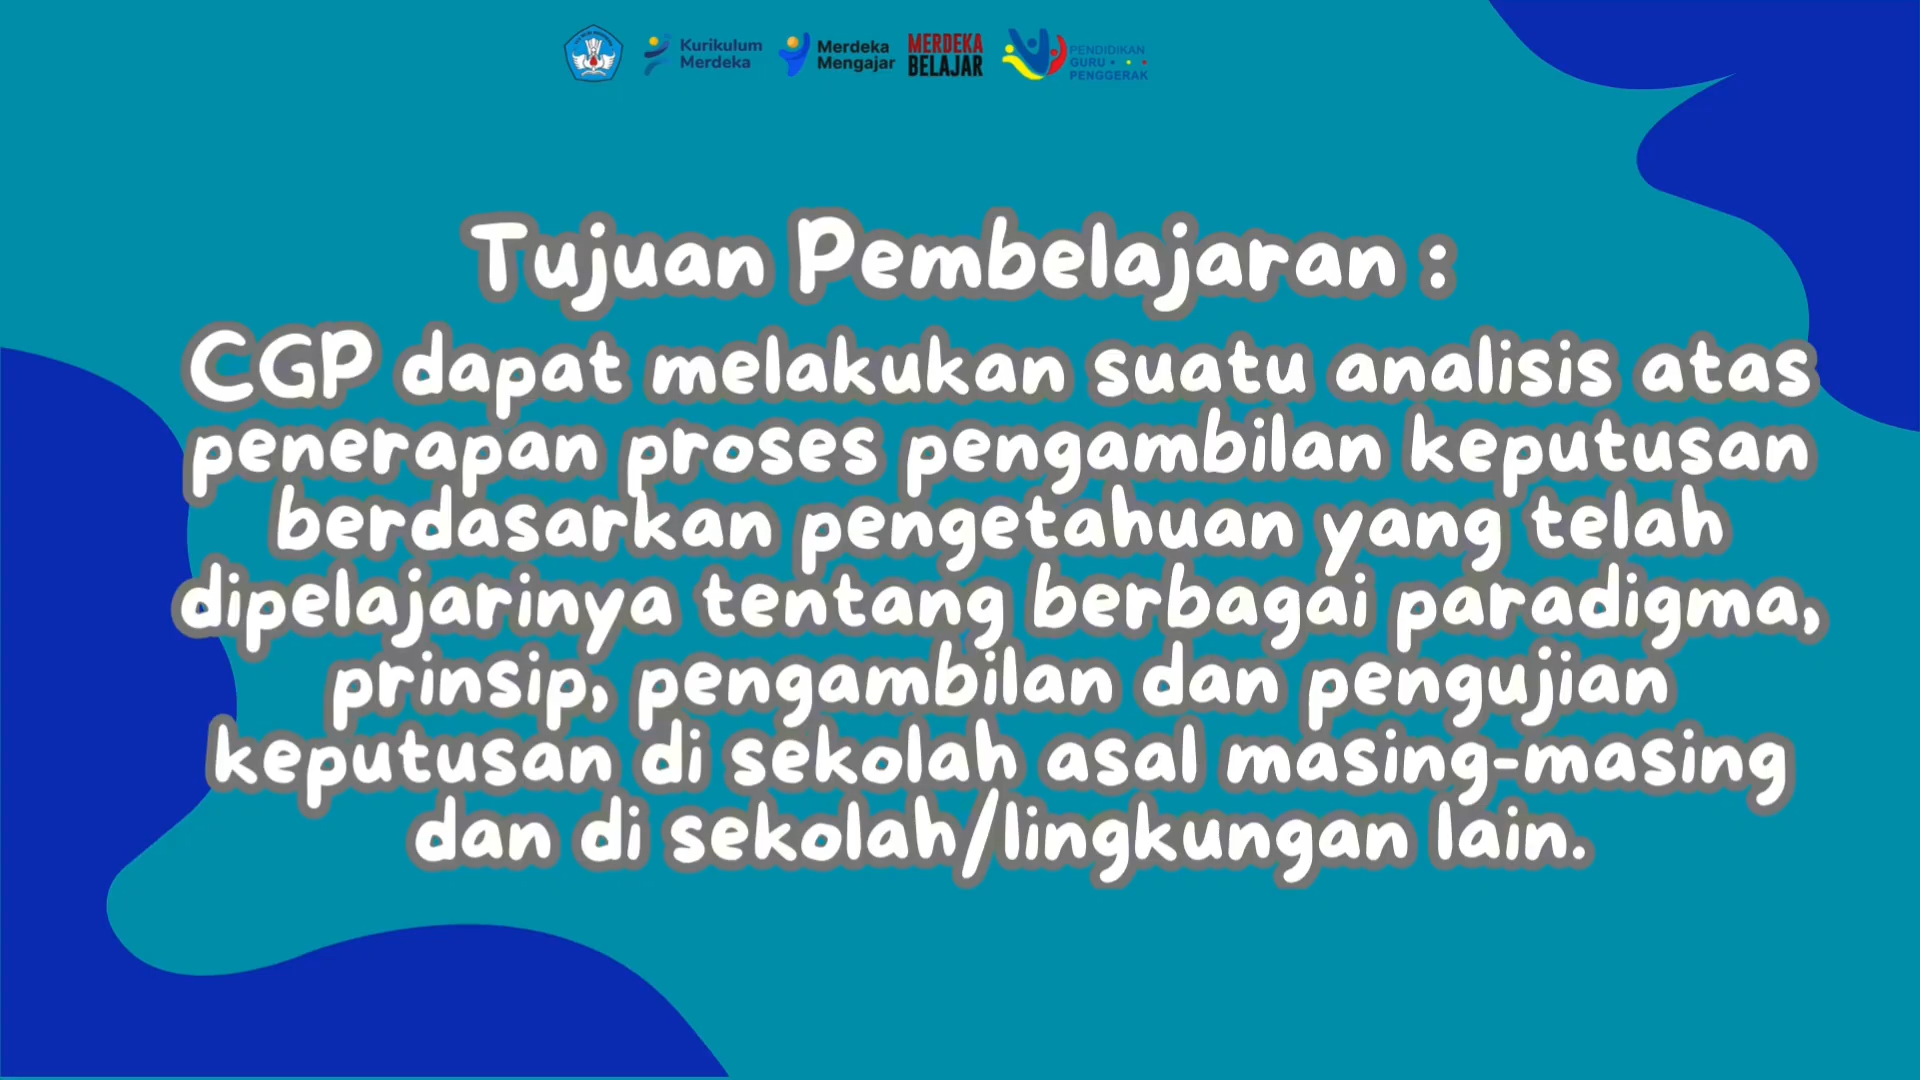 Kurikulum
Merdeka
Merdeka
Mengajar
MERDEKA
BELAJAR
PENDIDIKAN
GURU
PENGGERAK
Tujuan Pembelajaran :
CGP dapat melakukan suatu analisis atas
penerapan proses pengambilan keputusan
berdasarkan pengetahuan yang telah
dipelajarinya tentang berbagai paradigma,
prinsip, pengambilan dan pengujian
keputusan di sekolah asal masing-masing
dan di sekolah/lingkungan lain.